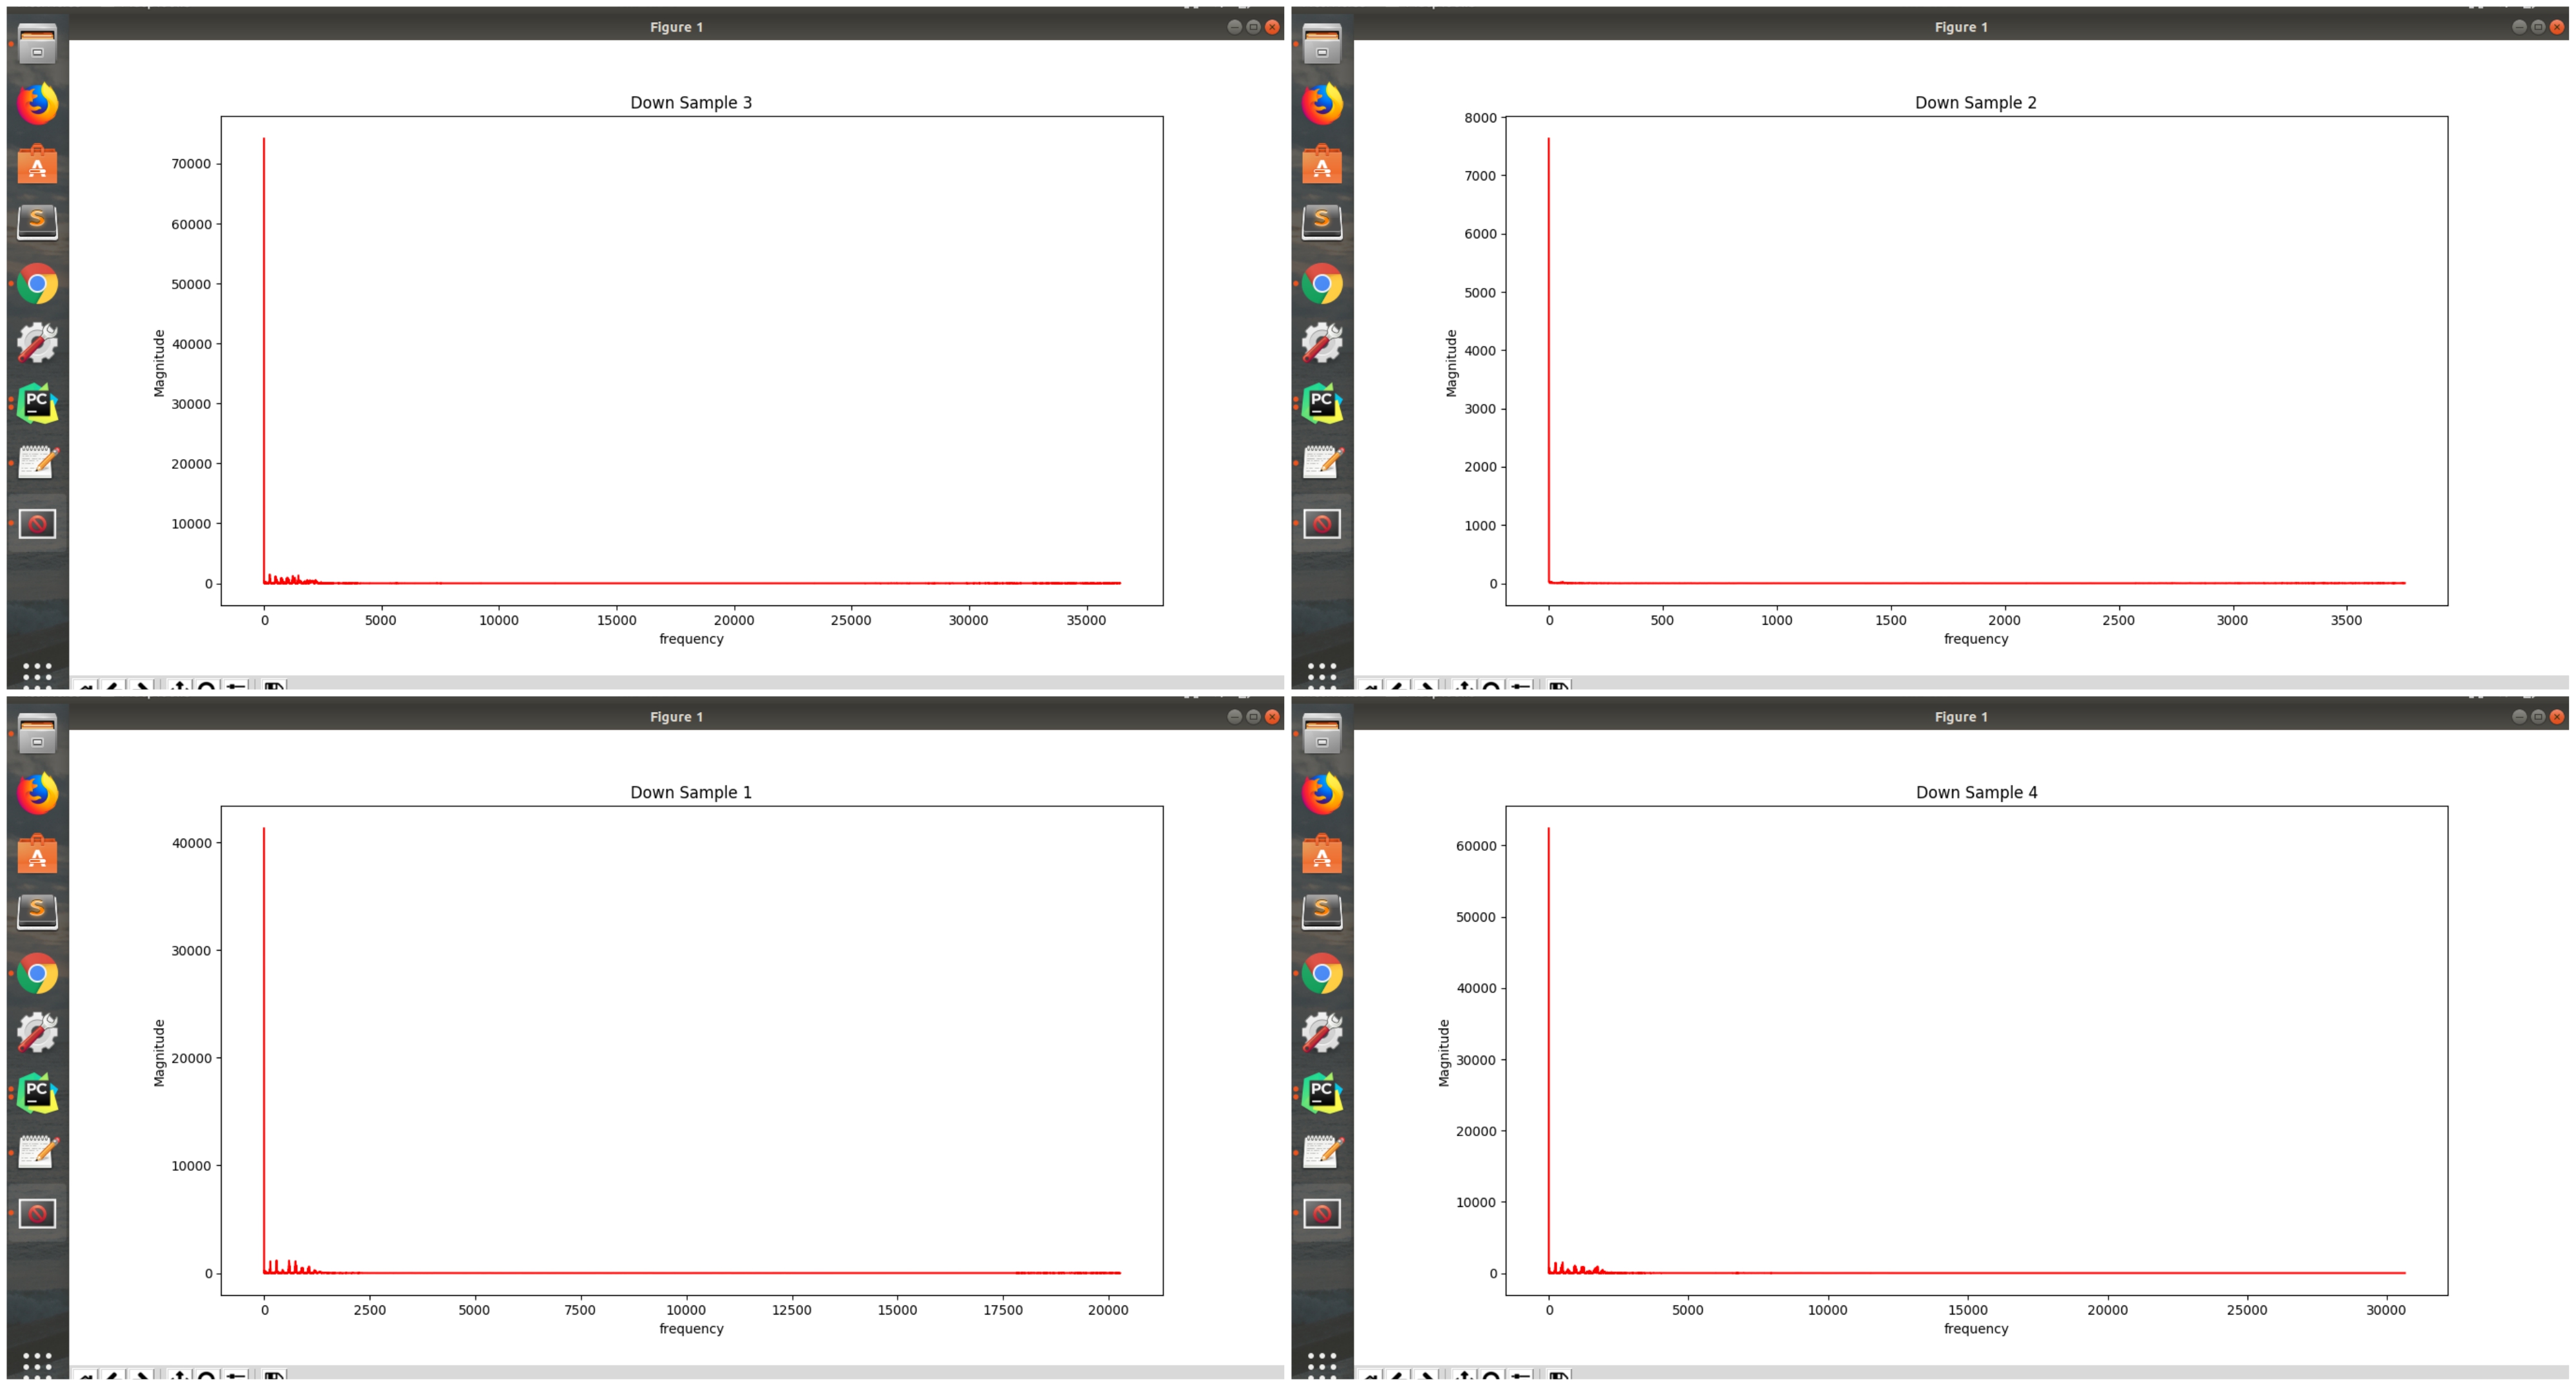 Figure 1
Down Sample 3
70000
60000
50000
40000
30000
20000
10000
0
Magnitude
0 5000 10000 15000 20000 25000 30000 35000
frequency
A
S
PC
Figure 1
Down Sample 2
8000
7000
6000
5000
4000
3000
2000
1000
0
Magnitude
0 500 1000 1500 2000 2500 3000 3500
frequency
A
S
PC
Figure 1
Down Sample 1
40000
30000
20000
10000
0
Magnitude
0 2500 5000 7500 10000 12500 15000 17500 20000
frequency
A
S
PC
Figure 1
Down Sample 4
60000
50000
40000
30000
20000
10000
0
Magnitude
0 5000 10000 15000 20000 25000 30000
frequency
A
S
PC